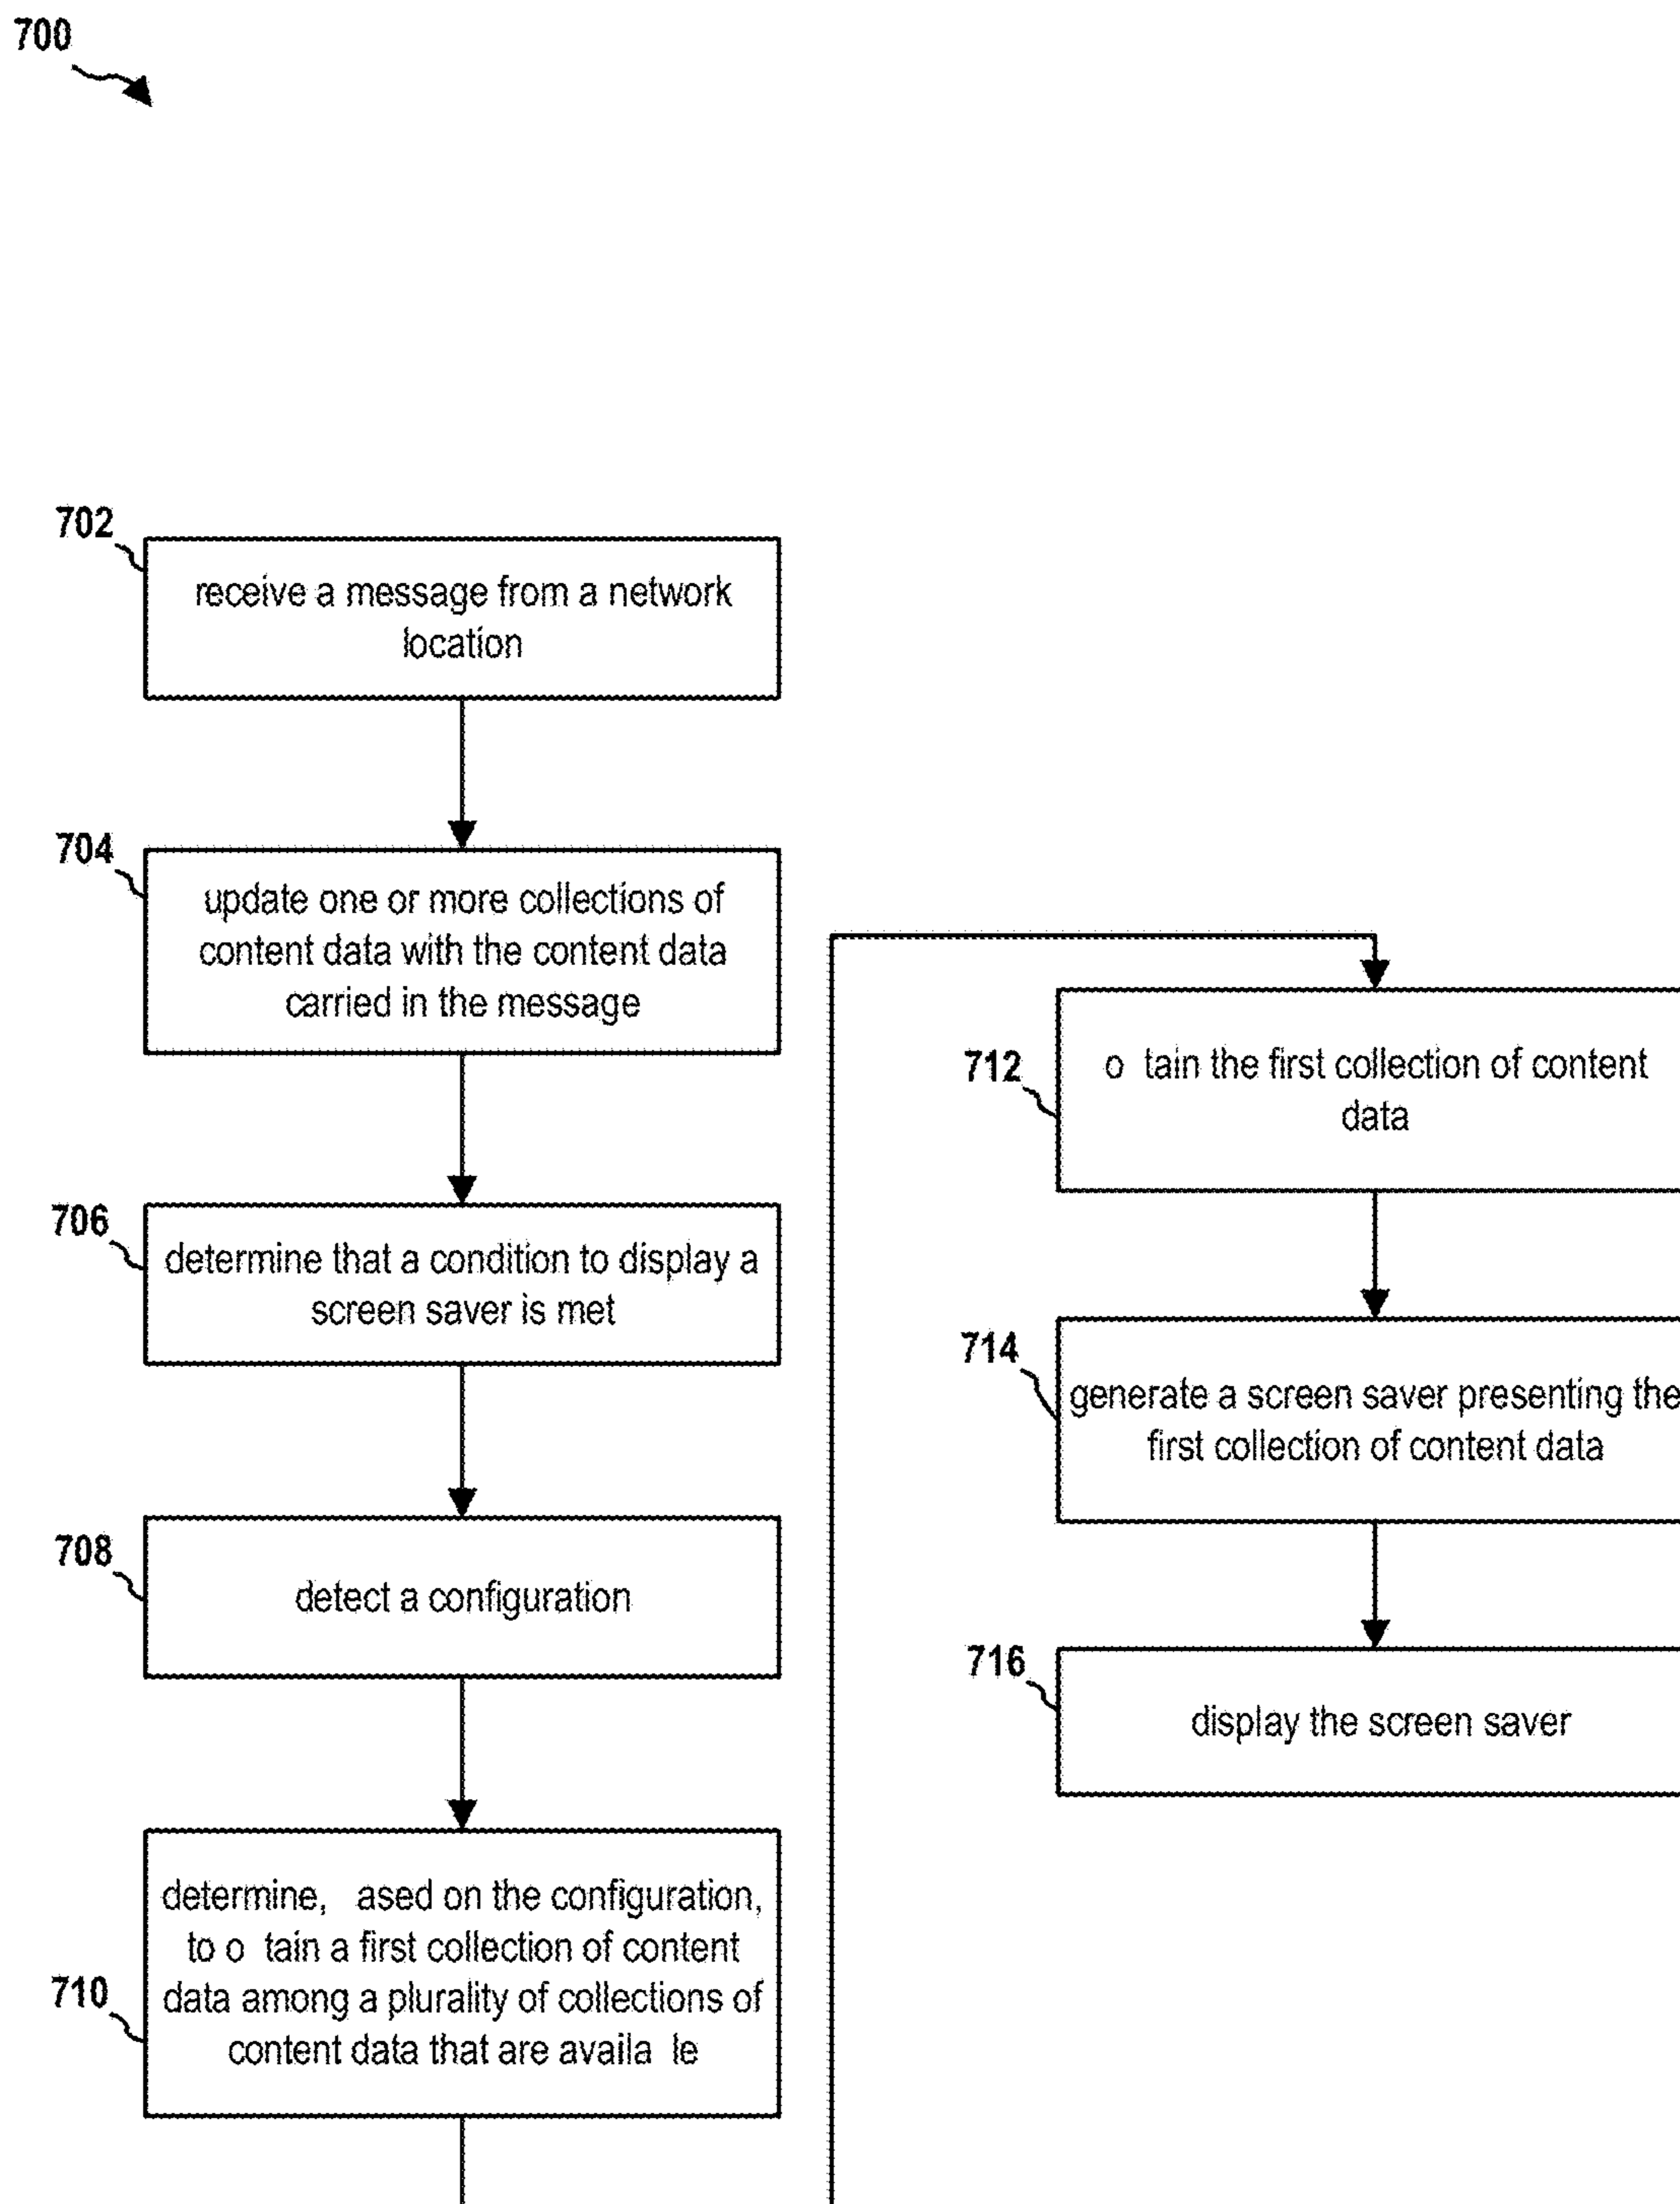 700
702
receive a message from a network
location
704
update one or more collections of
content data with the content data
carried in the message
706
determine that a condition to display a
screen saver is met
708
detect a configuration
710
determine, ased on the configuration,
to o tain a first collection of content
data among a plurality of collections of
content data that are availa le
712
o tain the first collection of content
data
714
generate a screen saver presenting the
first collection of content data
716
display the screen saver